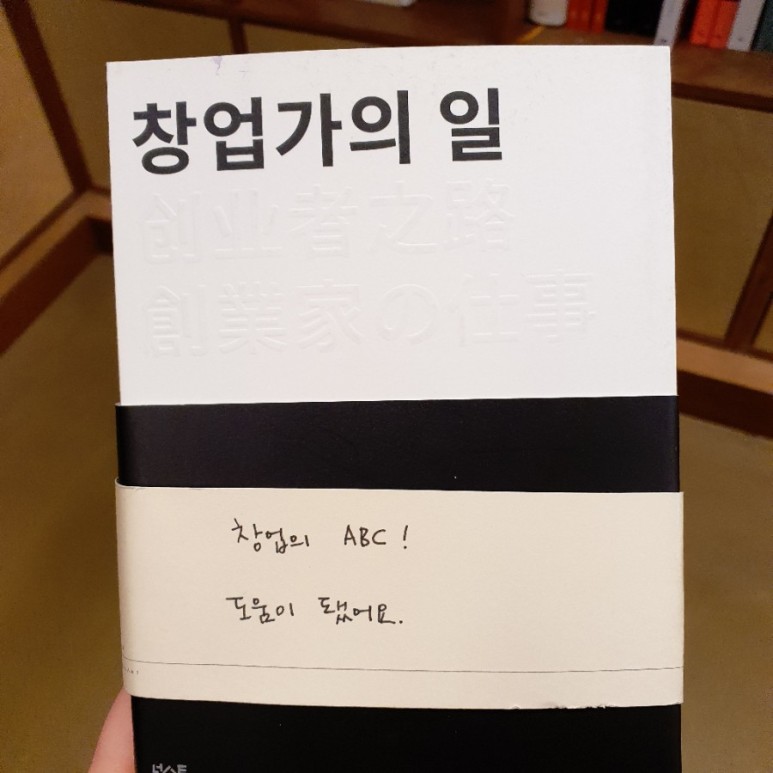 창업가의 일
创业者之路
創業家の仕事
창업의 ABC!
도움이 됐어요.